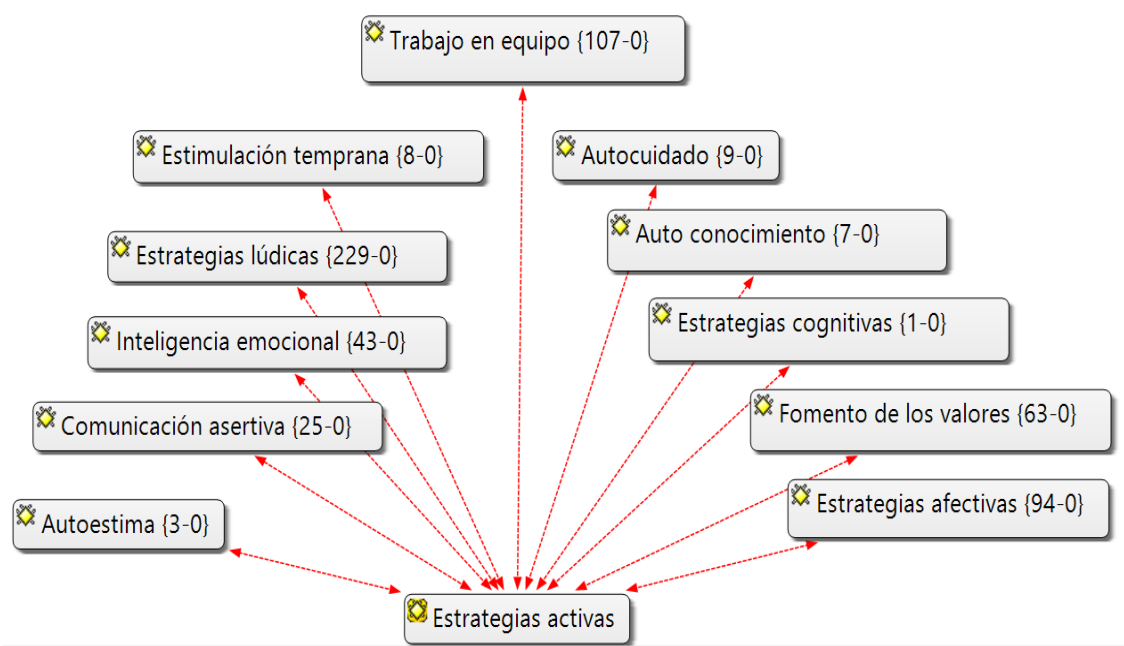 Trabajo en equipo {107-0}
Estimulación temprana {8-0}
Autocuidado {9-0}
Auto conocimiento {7-0}
Estrategias lúdicas {229-0}
Estrategias cognitivas {1-0}
Inteligencia emocional {43-0}
Fomento de los valores {63-0}
Comunicación asertiva {25-0}
Estrategias afectivas {94-0}
Autoestima {3-0}
Estrategias activas